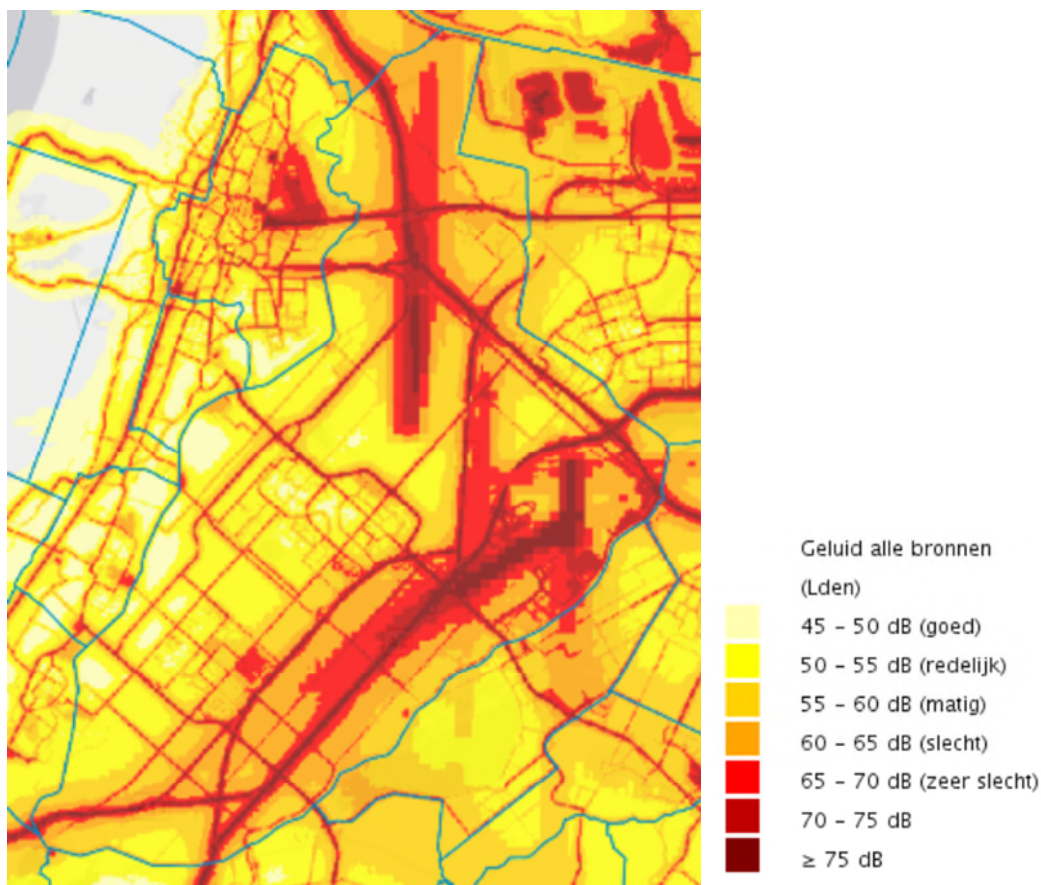 Geluid alle bronnen
(Lden)
45 – 50 dB (goed)
50 – 55 dB (redelijk)
55 – 60 dB (matig)
60 – 65 dB (slecht)
65 – 70 dB (zeer slecht)
70 – 75 dB
≥ 75 dB